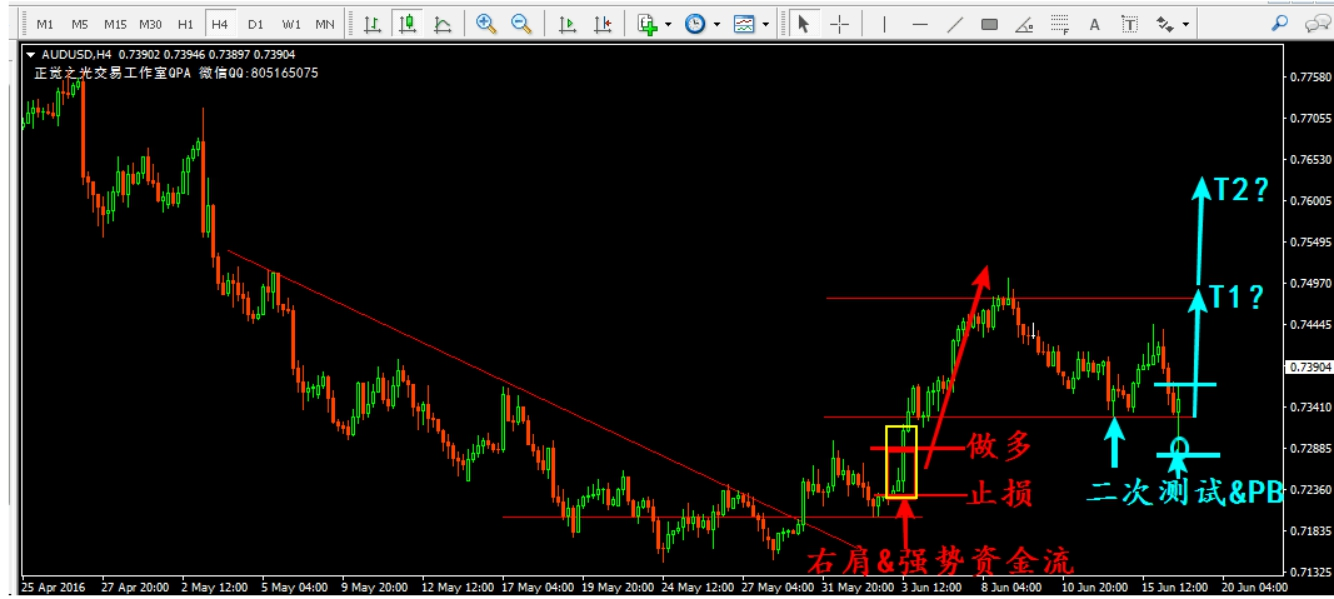 M1 M5 M15 M30 H1 H4 D1 W1 MN A T F
AUDUSD,H4 0.73902 0.73946 0.73897 0.73904
正觉之光交易工作室QPA 微信QQ:805165075
0.77580
0.77055
0.76530
0.76005
0.75495
0.74970
0.74445
0.73904
0.73410
0.72885
0.72360
0.71835
0.71325
T2?
T1?
做多
止损
二次测试&PB
右肩&强势资金流
25 Apr 2016 27 Apr 20:00 2 May 12:00 5 May 04:00 9 May 20:00 12 May 12:00 17 May 04:00 19 May 20:00 24 May 12:00 27 May 04:00 31 May 20:00 3 Jun 12:00 8 Jun 04:00 10 Jun 20:00 15 Jun 12:00 20 Jun 04:00